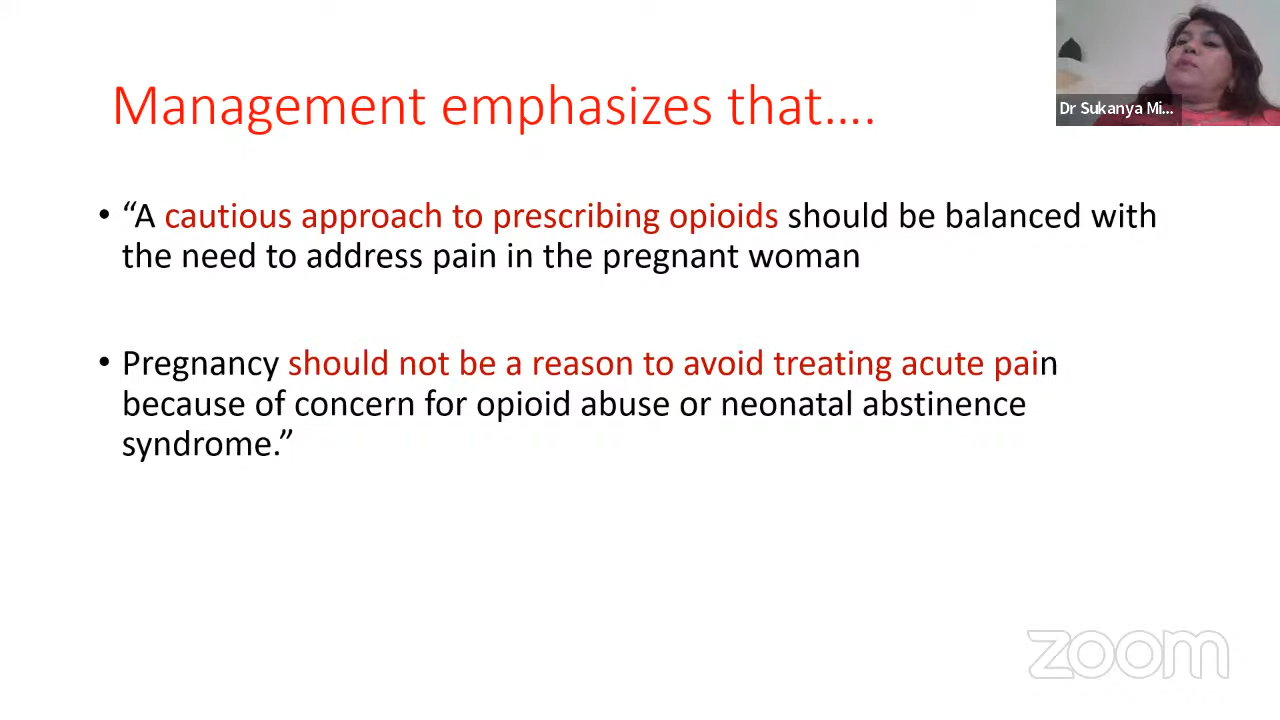 Management emphasizes that....
Dr Sukanya Mi...
• “A cautious approach to prescribing opioids should be balanced with
the need to address pain in the pregnant woman
• Pregnancy should not be a reason to avoid treating acute pain
because of concern for opioid abuse or neonatal abstinence
syndrome.”
zoom